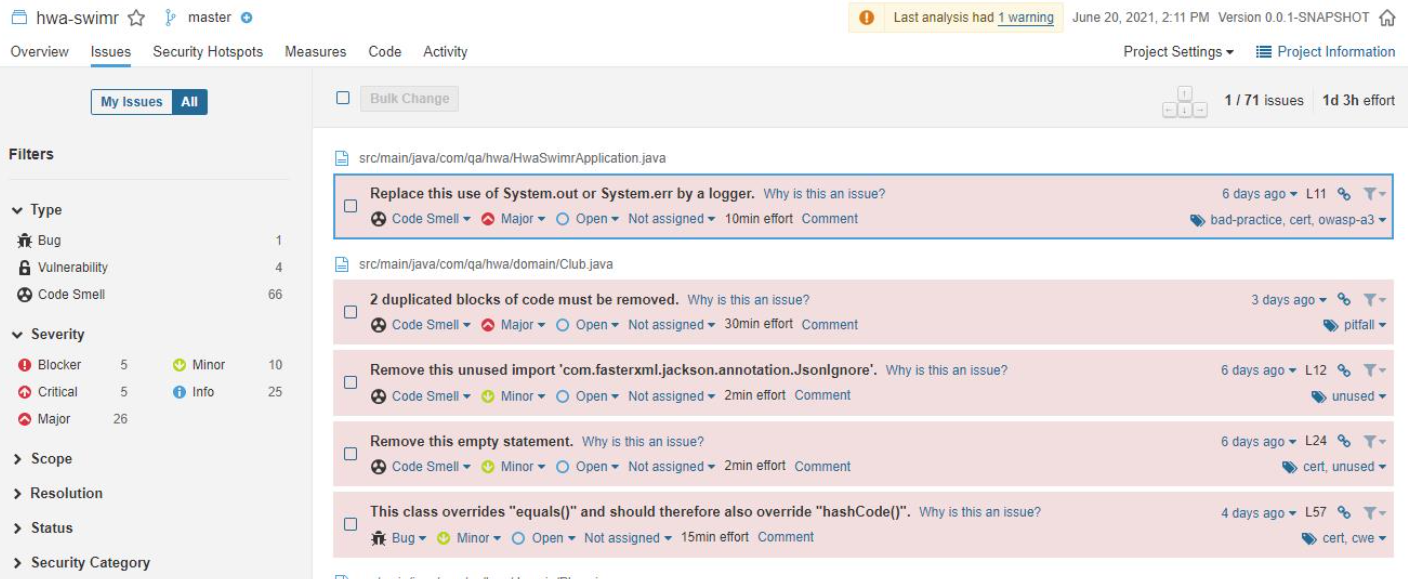 hwa-swimr master
Last analysis had 1 warning June 20, 2021, 2:11 PM Version 0.0.1-SNAPSHOT
Overview Issues Security Hotspots Measures Code Activity
Project Settings Project Information
My Issues All
Bulk Change
1 / 71 issues 1d 3h effort
Filters
Type
Bug 1
Vulnerability 4
Code Smell 66
Severity
Blocker 5 Minor 10
Critical 5 Info 25
Major 26
Scope
Resolution
Status
Security Category
src/main/java/com/qa/hwa/HwaSwimrApplication.java
Replace this use of System.out or System.err by a logger. Why is this an issue? 6 days ago L11
Code Smell Major Open Not assigned 10min effort Comment bad-practice, cert, owasp-a3
src/main/java/com/qa/hwa/domain/Club.java
2 duplicated blocks of code must be removed. Why is this an issue? 3 days ago
Code Smell Major Open Not assigned 30min effort Comment pitfall
Remove this unused import 'com.fasterxml.jackson.annotation.JsonIgnore'. Why is this an issue? 6 days ago L12
Code Smell Minor Open Not assigned 2min effort Comment unused
Remove this empty statement. Why is this an issue? 6 days ago L24
Code Smell Minor Open Not assigned 2min effort Comment cert, unused
This class overrides "equals()" and should therefore also override "hashCode()". Why is this an issue? 4 days ago L57
Bug Minor Open Not assigned 15min effort Comment cert, cwe